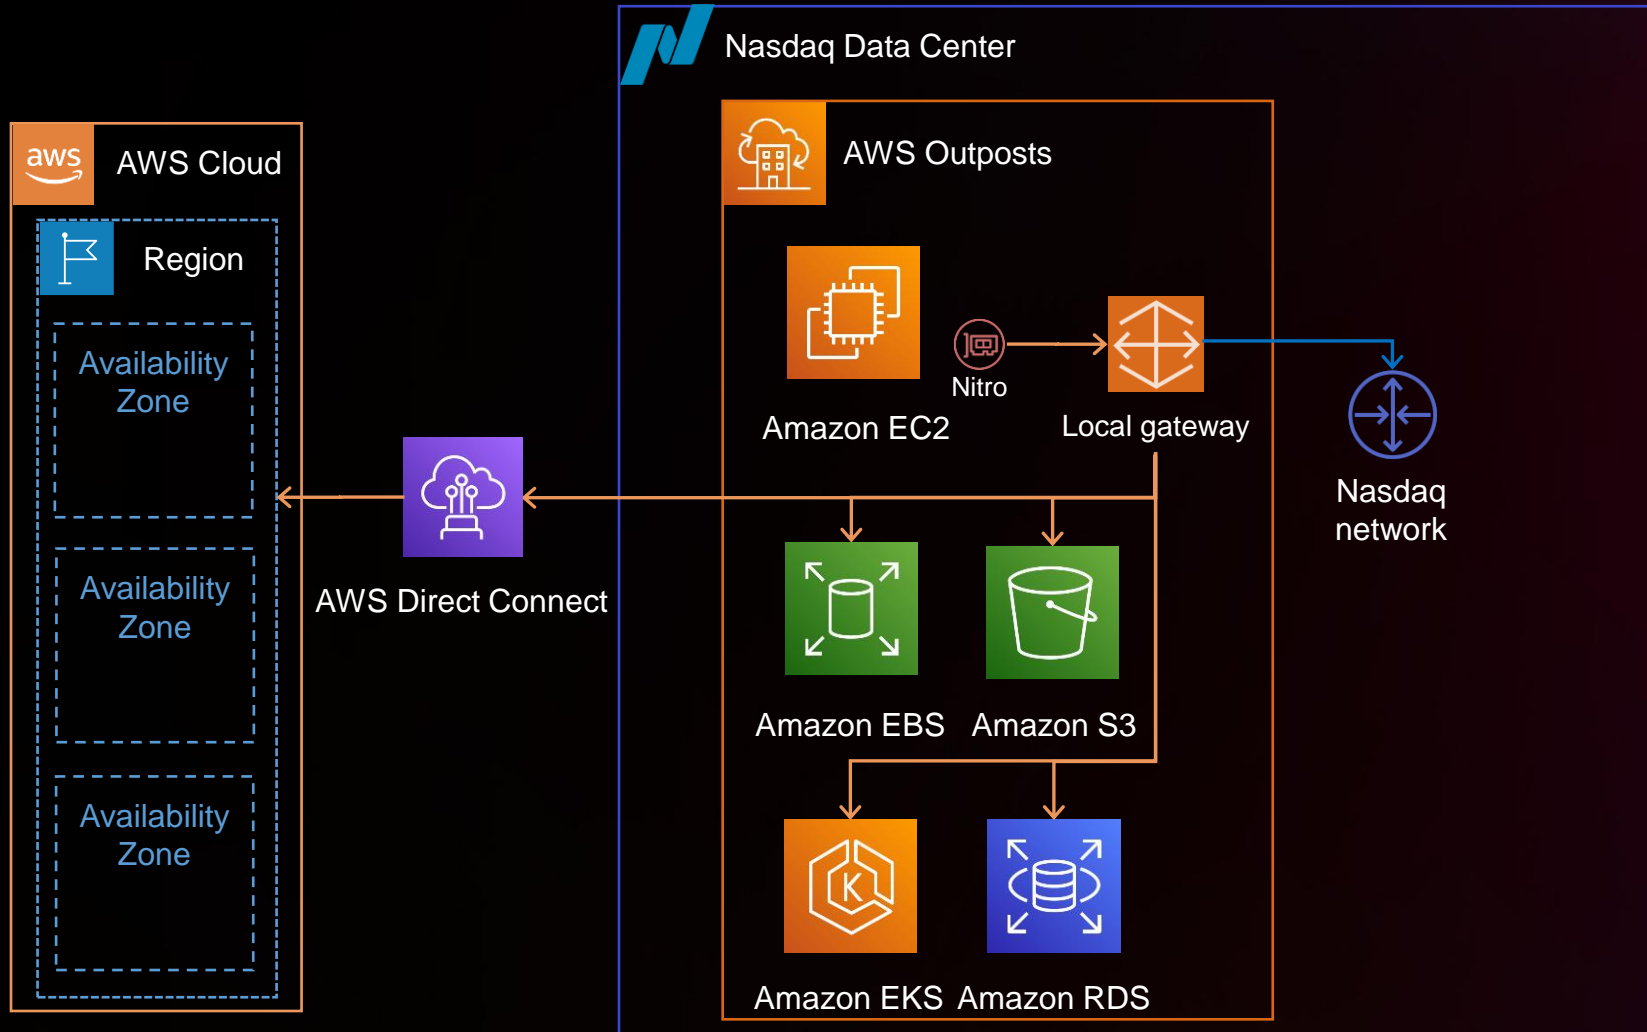 Nasdaq Data Center
aws
AWS Cloud
AWS Outposts
Region
Availability
Zone
Availability
Zone
Availability
Zone
AWS Direct Connect
Amazon EC2
Nitro
Local gateway
Nasdaq
network
Amazon EBS
Amazon S3
K
Amazon EKS
Amazon RDS